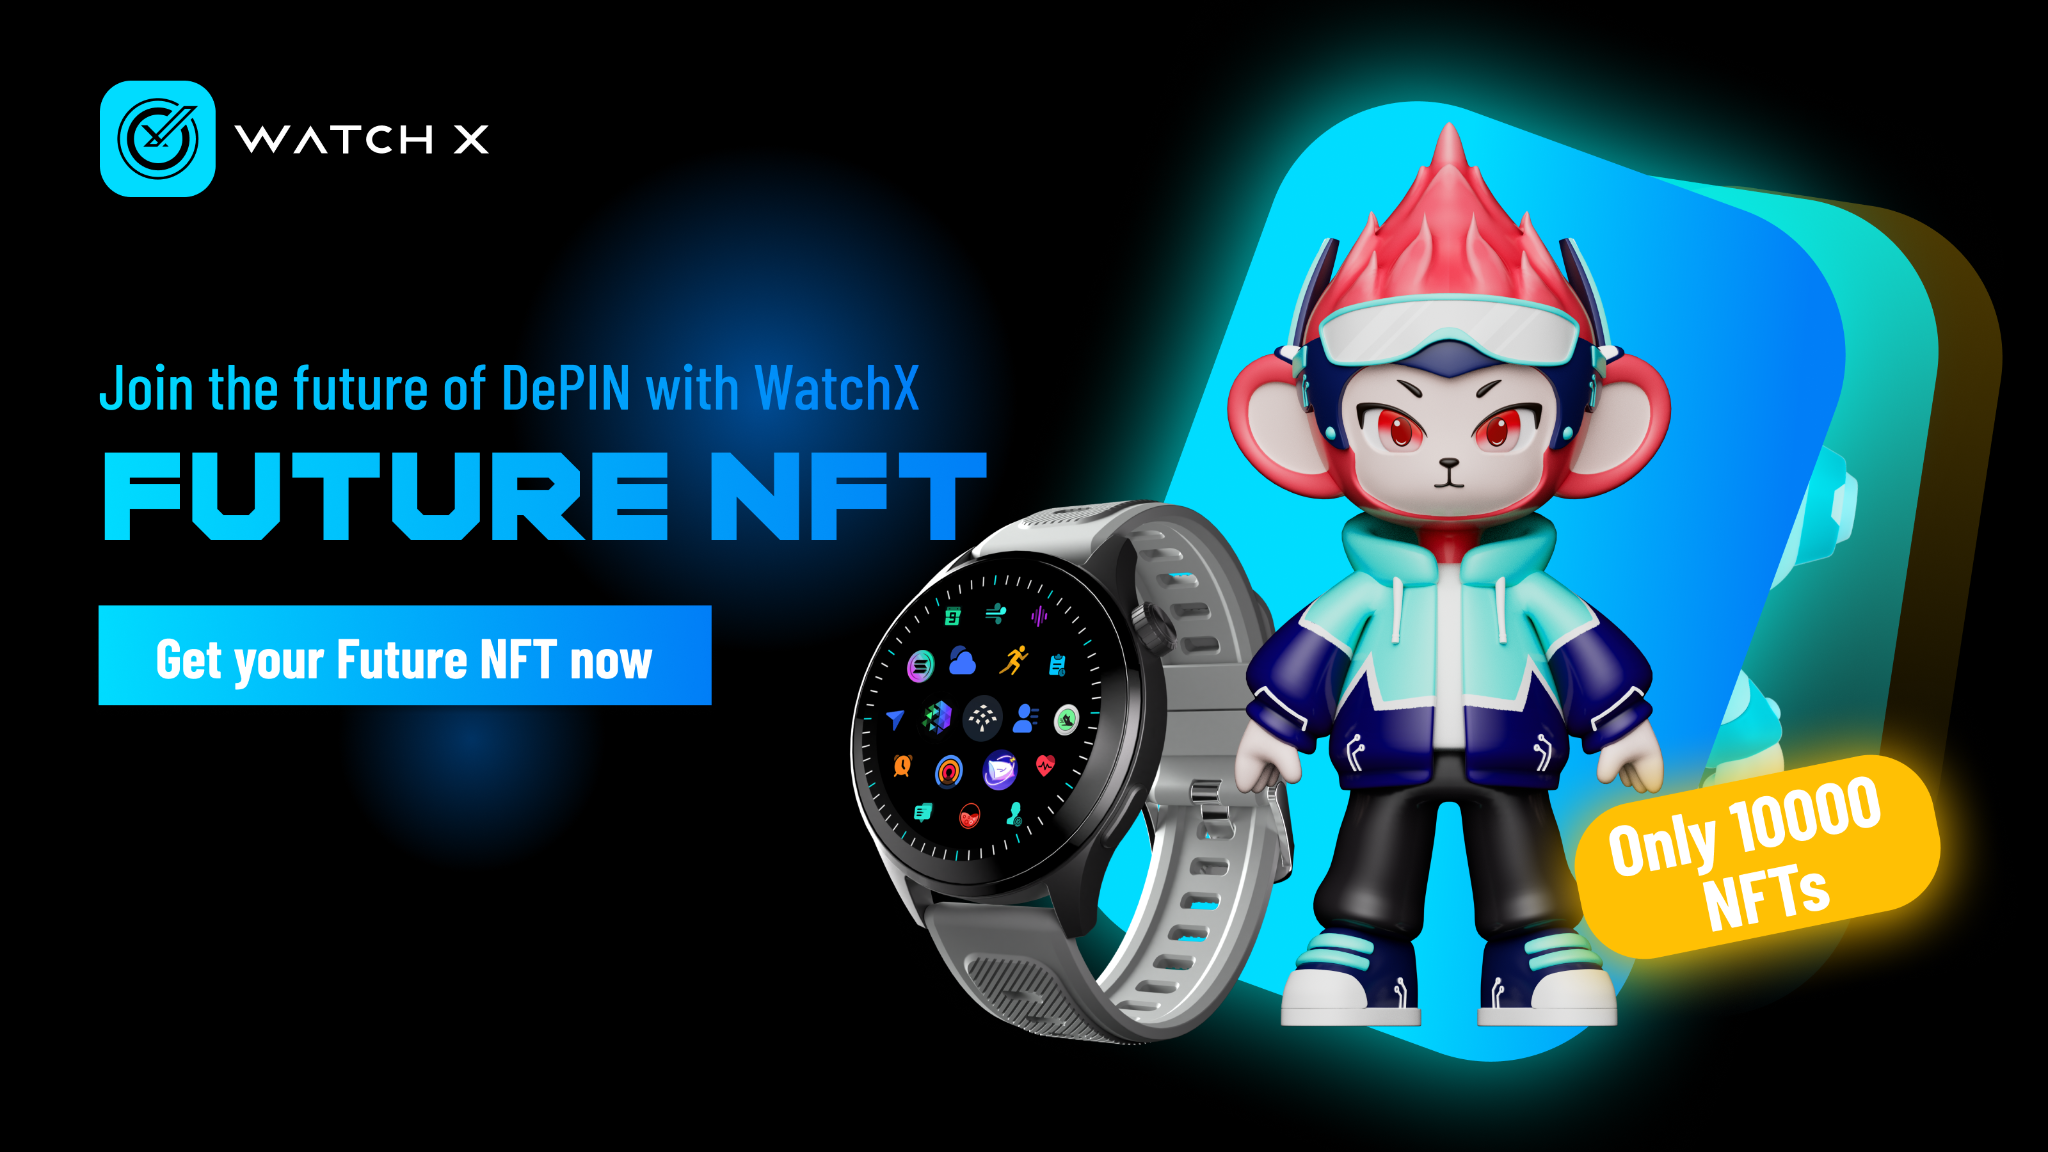 WATCH X
Join the future of DePIN with WatchX
FUTURE NFT
Get your Future NFT now
Only 10000
NFTs